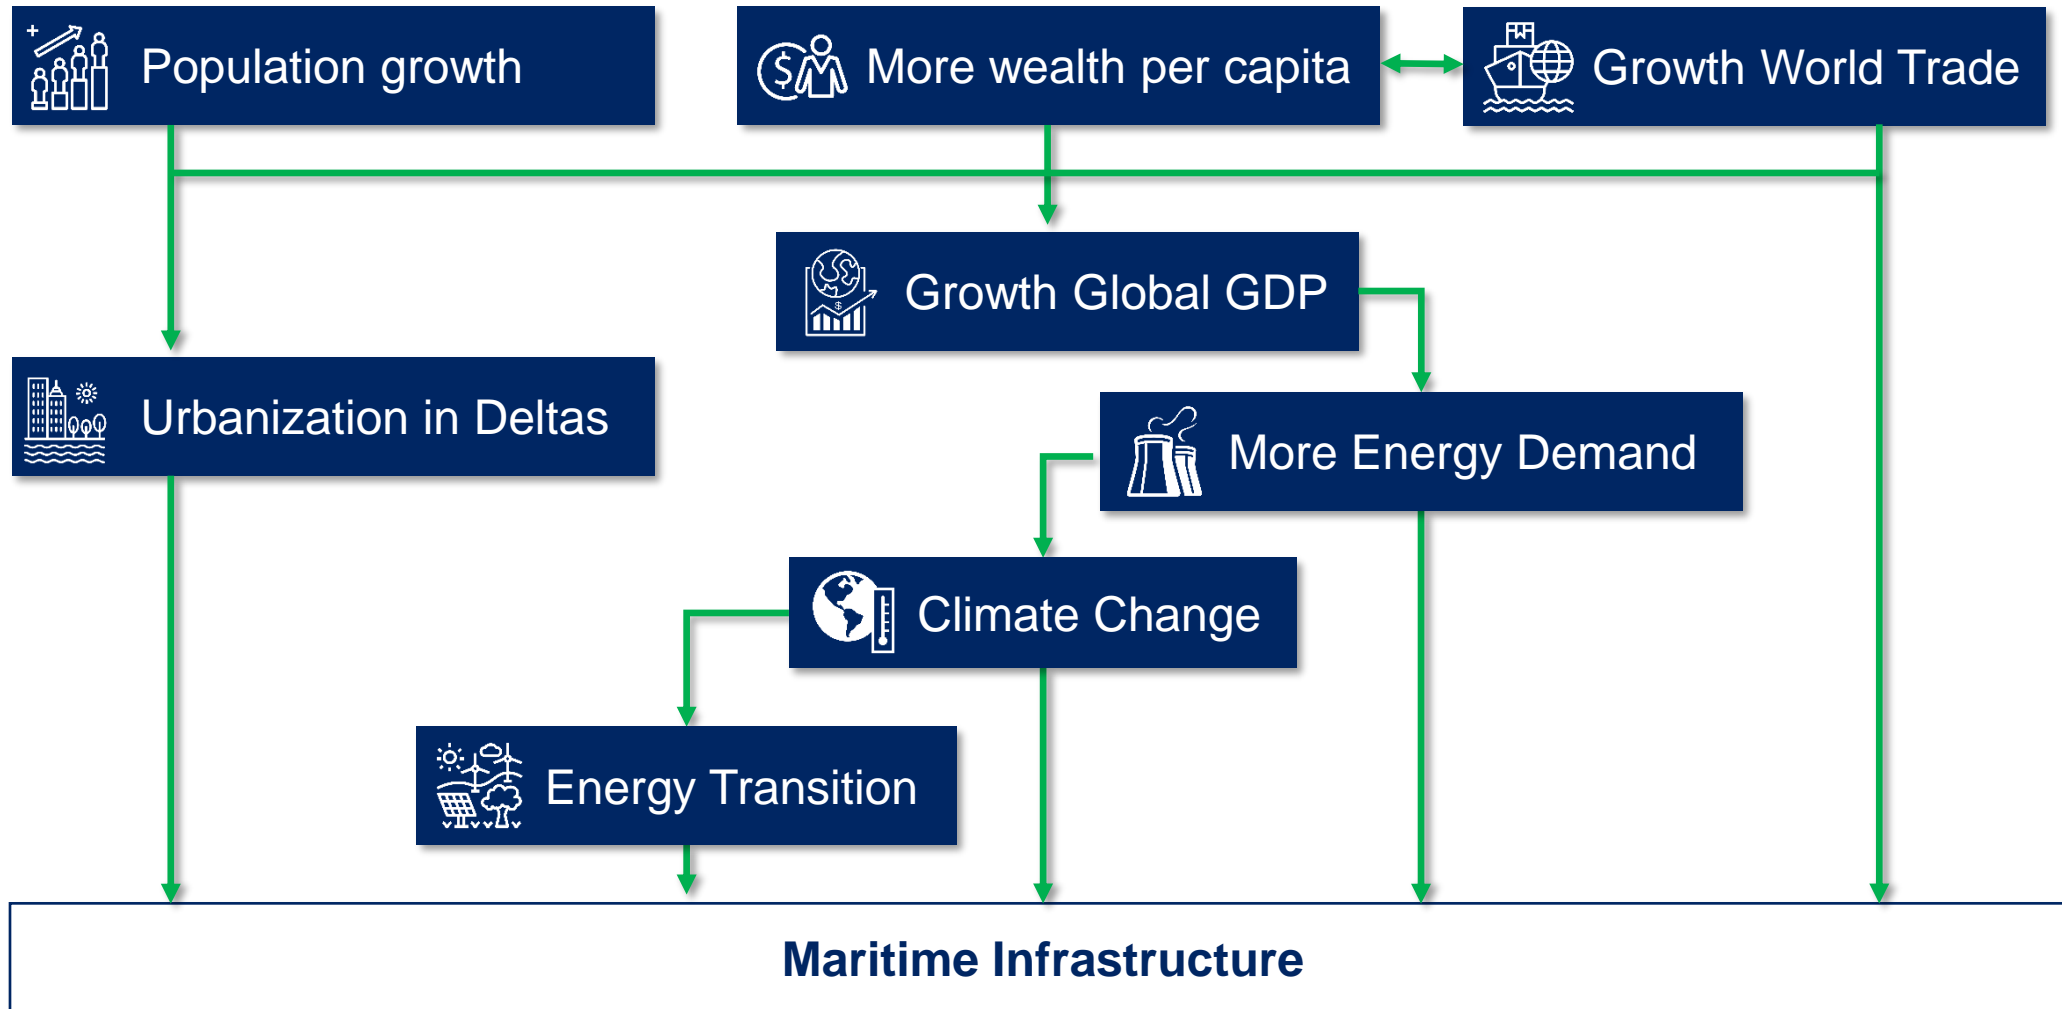 Population growth
More wealth per capita
Growth World Trade
Growth Global GDP
Urbanization in Deltas
More Energy Demand
Climate Change
Energy Transition
Maritime Infrastructure